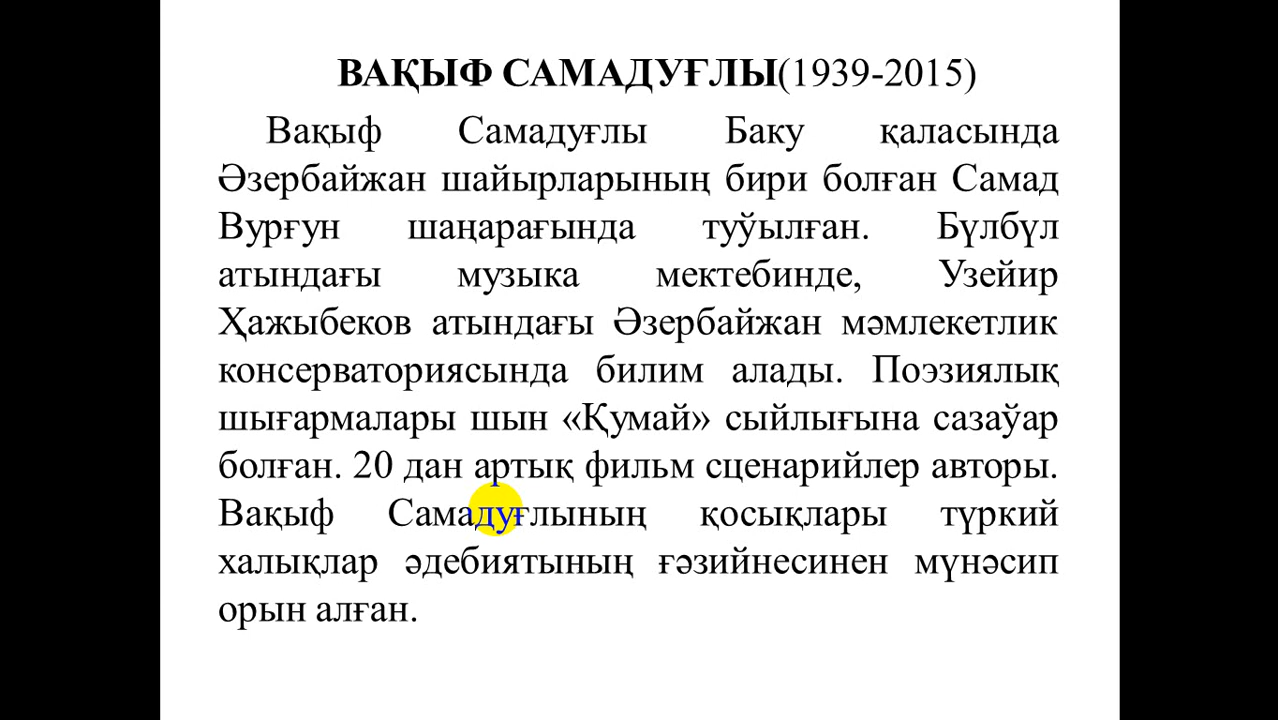 ВАҚЫФ САМАДУҒЛЫ(1939-2015)
Вақыф Самадуғлы Баку қаласында
Әзербайжан шайырларының бири болған Самад
Вурғун шаңарағында туўылған. Бүлбүл
атындағы музыка мектебинде, Узейир
Ҳажыбеков атындағы Әзербайжан мәмлекетлик
консерваториясында билим алады. Поэзиялық
шығармалары шын «Қумай» сыйлығына сазаўар
болған. 20 дан артық фильм сценарийлер авторы.
Вақыф Самадуғлының қосықлары түркий
халықлар әдебиятының ғәзийнесинен мүнәсип
орын алған.